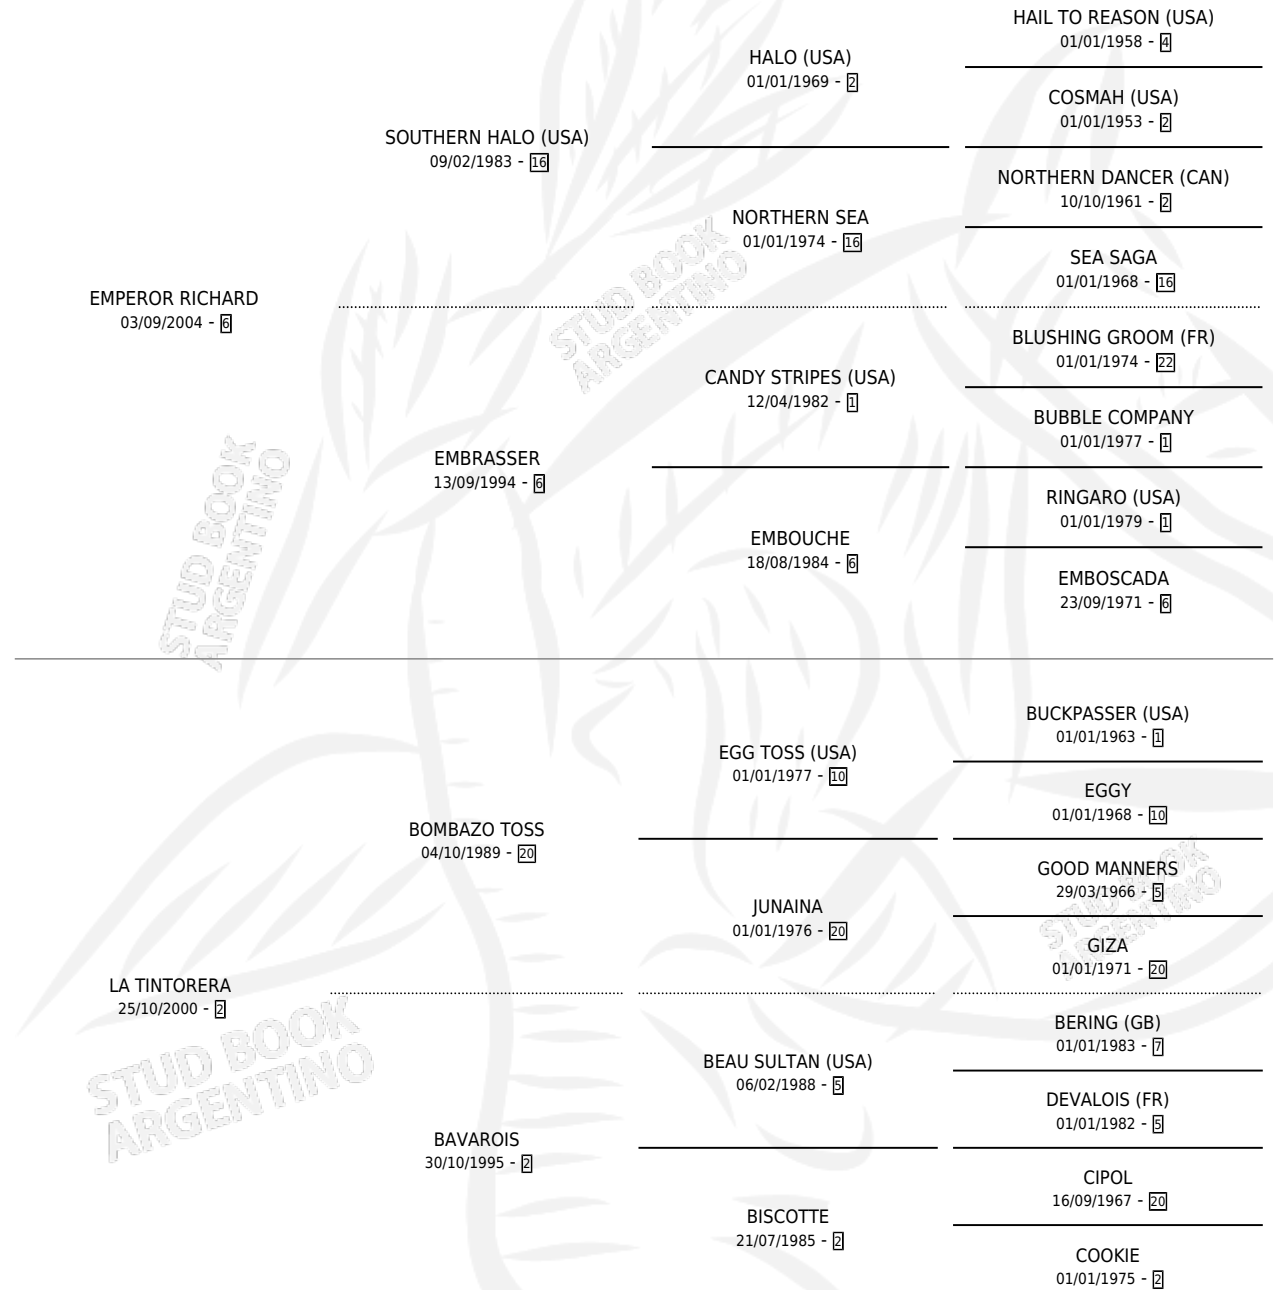 HAIL TO REASON (USA)
01/01/1958 - 4
HALO (USA)
01/01/1969 - 2
COSMAH (USA)
01/01/1953 - 2
SOUTHERN HALO (USA)
09/02/1983 - 16
NORTHERN DANCER (CAN)
10/10/1961 - 2
NORTHERN SEA
01/01/1974 - 16
SEA SAGA
01/01/1968 - 16
EMPEROR RICHARD
03/09/2004 - 6
STUD BOOK
ARGENTINO
BLUSHING GROOM (FR)
01/01/1974 - 22
CANDY STRIPES (USA)
12/04/1982 - 1
BUBBLE COMPANY
01/01/1977 - 1
EMBRASSER
13/09/1994 - 6
RINGARO (USA)
01/01/1979 - 1
EMBOUCHE
18/08/1984 - 6
EMBOSCADA
23/09/1971 - 6
STUD BOOK
ARGENTINO
BUCKPASSER (USA)
01/01/1963 - 1
EGG TOSS (USA)
01/01/1977 - 10
EGGY
01/01/1968 - 10
BOMBAZO TOSS
04/10/1989 - 20
GOOD MANNERS
29/03/1966 - 5
JUNAINA
01/01/1976 - 20
STUD BOOK
ARGENTINO
GIZA
01/01/1971 - 20
LA TINTORERA
25/10/2000 - 2
BERING (GB)
01/01/1983 - 7
STUD BOOK
ARGENTINO
BEAU SULTAN (USA)
06/02/1988 - 5
DEVALOIS (FR)
01/01/1982 - 5
BAVAROIS
30/10/1995 - 2
CIPOL
16/09/1967 - 20
BISCOTTE
21/07/1985 - 2
COOKIE
01/01/1975 - 2